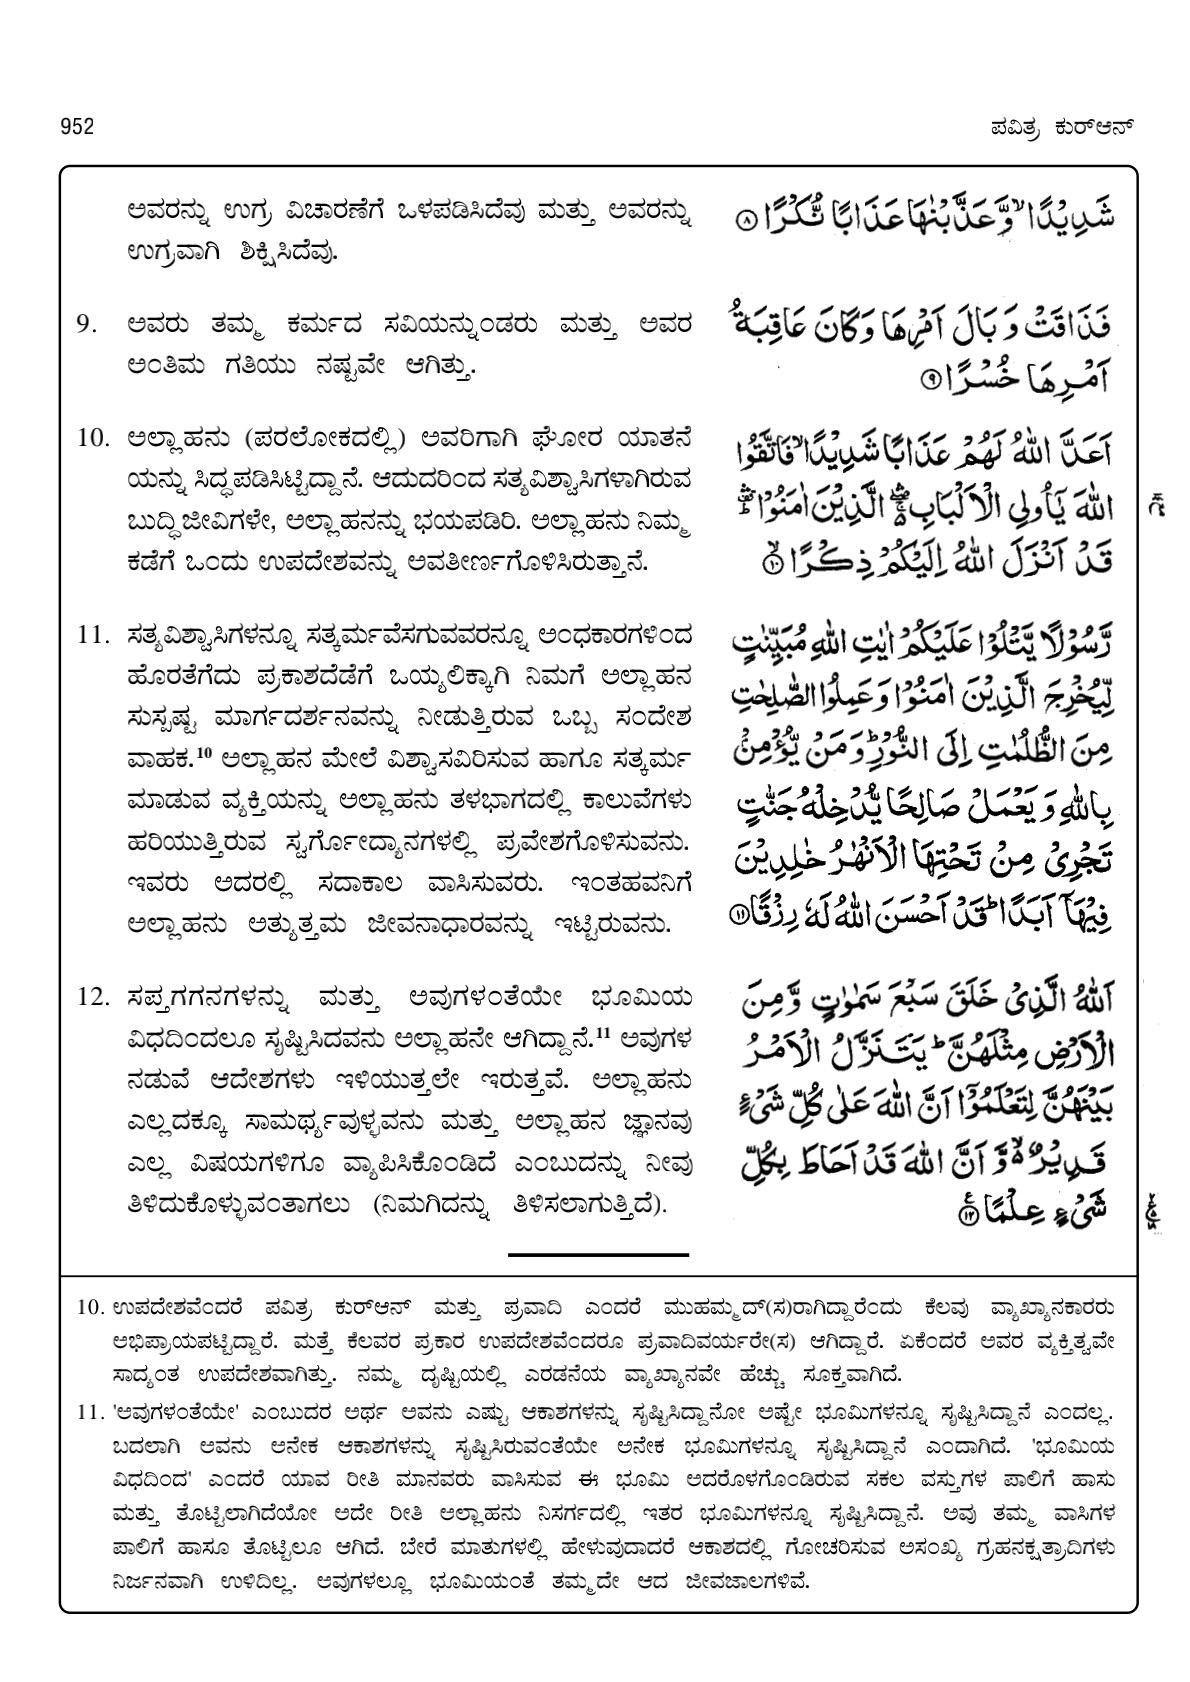 952
ಪವಿತ್ರ ಕುರ್‌ಆನ್
ಅವರನ್ನು ಉಗ್ರ ವಿಚಾರಣೆಗೆ ಒಳಪಡಿಸಿದೆವು ಮತ್ತು ಅವರನ್ನು
ಉಗ್ರವಾಗಿ ಶಿಕ್ಷಿಸಿದೆವು.
شَدِيْدًا ۙ وَّعَذَّبْنٰهَا عَذَابًا نُّكْرًا ۝٨
9. ಅವರು ತಮ್ಮ ಕರ್ಮದ ಸವಿಯನ್ನುಂಡರು ಮತ್ತು ಅವರ
ಅಂತಿಮ ಗತಿಯು ನಷ್ಟವೇ ಆಗಿತ್ತು.
فَذَاقَتْ وَبَالَ اَمْرِهَا وَكَانَ عَاقِبَةُ
اَمْرِهَا خُسْرًا ۝٩
10. ಅಲ್ಲಾಹನು (ಪರಲೋಕದಲ್ಲಿ) ಅವರಿಗಾಗಿ ಘೋರ ಯಾತನೆ
ಯನ್ನು ಸಿದ್ಧಪಡಿಸಿಟ್ಟಿದ್ದಾನೆ. ಆದುದರಿಂದ ಸತ್ಯವಿಶ್ವಾಸಿಗಳಾಗಿರುವ
ಬುದ್ಧಿಜೀವಿಗಳೇ, ಅಲ್ಲಾಹನನ್ನು ಭಯಪಡಿರಿ. ಅಲ್ಲಾಹನು ನಿಮ್ಮ
ಕಡೆಗೆ ಒಂದು ಉಪದೇಶವನ್ನು ಅವತೀರ್ಣಗೊಳಿಸಿರುತ್ತಾನೆ.
اَعَدَّ اللّٰهُ لَهُمْ عَذَابًا شَدِيْدًا ۙ فَاتَّقُوا
اللّٰهَ يٰٓاُولِي الْاَلْبَابِ ۛۚ الَّذِيْنَ اٰمَنُوْا ۛ
قَدْ اَنْزَلَ اللّٰهُ اِلَيْكُمْ ذِكْرًا ۙ ۝١٠
11. ಸತ್ಯವಿಶ್ವಾಸಿಗಳನ್ನೂ ಸತ್ಕರ್ಮವೆಸಗುವವರನ್ನೂ ಅಂಧಕಾರಗಳಿಂದ
ಹೊರತೆಗೆದು ಪ್ರಕಾಶದೆಡೆಗೆ ಒಯ್ಯಲಿಕ್ಕಾಗಿ ನಿಮಗೆ ಅಲ್ಲಾಹನ
ಸುಸ್ಪಷ್ಟ ಮಾರ್ಗದರ್ಶನವನ್ನು ನೀಡುತ್ತಿರುವ ಒಬ್ಬ ಸಂದೇಶ
ವಾಹಕ.¹⁰ ಅಲ್ಲಾಹನ ಮೇಲೆ ವಿಶ್ವಾಸವಿರಿಸುವ ಹಾಗೂ ಸತ್ಕರ್ಮ
ಮಾಡುವ ವ್ಯಕ್ತಿಯನ್ನು ಅಲ್ಲಾಹನು ತಳಭಾಗದಲ್ಲಿ ಕಾಲುವೆಗಳು
ಹರಿಯುತ್ತಿರುವ ಸ್ವರ್ಗೋದ್ಯಾನಗಳಲ್ಲಿ ಪ್ರವೇಶಗೊಳಿಸುವನು.
ಇವರು ಅದರಲ್ಲಿ ಸದಾಕಾಲ ವಾಸಿಸುವರು. ಇಂತಹವನಿಗೆ
ಅಲ್ಲಾಹನು ಅತ್ಯುತ್ತಮ ಜೀವನಾಧಾರವನ್ನು ಇಟ್ಟಿರುವನು.
رَّسُوْلًا يَّتْلُوْا عَلَيْكُمْ اٰيٰتِ اللّٰهِ مُبَيِّنٰتٍ
لِّيُخْرِجَ الَّذِيْنَ اٰمَنُوْا وَعَمِلُوا الصّٰلِحٰتِ
مِنَ الظُّلُمٰتِ اِلَى النُّوْرِ ؕ وَمَنْ يُّؤْمِنْۢ
بِاللّٰهِ وَيَعْمَلْ صَالِحًا يُّدْخِلْهُ جَنّٰتٍ
تَجْرِيْ مِنْ تَحْتِهَا الْاَنْهٰرُ خٰلِدِيْنَ
فِيْهَآ اَبَدًا ؕ قَدْ اَحْسَنَ اللّٰهُ لَهٗ رِزْقًا ۝١١
12. ಸಪ್ತಗಗನಗಳನ್ನು ಮತ್ತು ಅವುಗಳಂತೆಯೇ ಭೂಮಿಯ
ವಿಧದಿಂದಲೂ ಸೃಷ್ಟಿಸಿದವನು ಅಲ್ಲಾಹನೇ ಆಗಿದ್ದಾನೆ.¹¹ ಅವುಗಳ
ನಡುವೆ ಆದೇಶಗಳು ಇಳಿಯುತ್ತಲೇ ಇರುತ್ತವೆ. ಅಲ್ಲಾಹನು
ಎಲ್ಲದಕ್ಕೂ ಸಾಮರ್ಥ್ಯವುಳ್ಳವನು ಮತ್ತು ಅಲ್ಲಾಹನ ಜ್ಞಾನವು
ಎಲ್ಲ ವಿಷಯಗಳಿಗೂ ವ್ಯಾಪಿಸಿಕೊಂಡಿದೆ ಎಂಬುದನ್ನು ನೀವು
ತಿಳಿದುಕೊಳ್ಳುವಂತಾಗಲು (ನಿಮಗಿದನ್ನು ತಿಳಿಸಲಾಗುತ್ತಿದೆ).
اَللّٰهُ الَّذِيْ خَلَقَ سَبْعَ سَمٰوٰتٍ وَّمِنَ
الْاَرْضِ مِثْلَهُنَّ ؕ يَتَنَزَّلُ الْاَمْرُ
بَيْنَهُنَّ لِتَعْلَمُوْٓا اَنَّ اللّٰهَ عَلٰى كُلِّ شَيْءٍ
قَدِيْرٌ ۙ وَّاَنَّ اللّٰهَ قَدْ اَحَاطَ بِكُلِّ
شَيْءٍ عِلْمًا ۝١٢
10. ಉಪದೇಶವೆಂದರೆ ಪವಿತ್ರ ಕುರ್‌ಆನ್ ಮತ್ತು ಪ್ರವಾದಿ ಎಂದರೆ ಮುಹಮ್ಮದ್(ಸ)ರಾಗಿದ್ದಾರೆಂದು ಕೆಲವು ವ್ಯಾಖ್ಯಾನಕಾರರು
ಅಭಿಪ್ರಾಯಪಟ್ಟಿದ್ದಾರೆ. ಮತ್ತೆ ಕೆಲವರ ಪ್ರಕಾರ ಉಪದೇಶವೆಂದರೂ ಪ್ರವಾದಿವರ್ಯರೇ(ಸ) ಆಗಿದ್ದಾರೆ. ಏಕೆಂದರೆ ಅವರ ವ್ಯಕ್ತಿತ್ವವೇ
ಸಾದ್ಯಂತ ಉಪದೇಶವಾಗಿತ್ತು. ನಮ್ಮ ದೃಷ್ಟಿಯಲ್ಲಿ ಎರಡನೆಯ ವ್ಯಾಖ್ಯಾನವೇ ಹೆಚ್ಚು ಸೂಕ್ತವಾಗಿದೆ.
11. 'ಅವುಗಳಂತೆಯೇ' ಎಂಬುದರ ಅರ್ಥ ಅವನು ಎಷ್ಟು ಆಕಾಶಗಳನ್ನು ಸೃಷ್ಟಿಸಿದ್ದಾನೋ ಅಷ್ಟೇ ಭೂಮಿಗಳನ್ನೂ ಸೃಷ್ಟಿಸಿದ್ದಾನೆ ಎಂದಲ್ಲ.
ಬದಲಾಗಿ ಅವನು ಅನೇಕ ಆಕಾಶಗಳನ್ನು ಸೃಷ್ಟಿಸಿರುವಂತೆಯೇ ಅನೇಕ ಭೂಮಿಗಳನ್ನೂ ಸೃಷ್ಟಿಸಿದ್ದಾನೆ ಎಂದಾಗಿದೆ. 'ಭೂಮಿಯ
ವಿಧದಿಂದ' ಎಂದರೆ ಯಾವ ರೀತಿ ಮಾನವರು ವಾಸಿಸುವ ಈ ಭೂಮಿ ಅದರೊಳಗೊಂಡಿರುವ ಸಕಲ ವಸ್ತುಗಳ ಪಾಲಿಗೆ ಹಾಸು
ಮತ್ತು ತೊಟ್ಟಿಲಾಗಿದೆಯೋ ಅದೇ ರೀತಿ ಅಲ್ಲಾಹನು ನಿಸರ್ಗದಲ್ಲಿ ಇತರ ಭೂಮಿಗಳನ್ನೂ ಸೃಷ್ಟಿಸಿದ್ದಾನೆ. ಅವು ತಮ್ಮ ವಾಸಿಗಳ
ಪಾಲಿಗೆ ಹಾಸೂ ತೊಟ್ಟಿಲೂ ಆಗಿದೆ. ಬೇರೆ ಮಾತುಗಳಲ್ಲಿ ಹೇಳುವುದಾದರೆ ಆಕಾಶದಲ್ಲಿ ಗೋಚರಿಸುವ ಅಸಂಖ್ಯ ಗ್ರಹನಕ್ಷತ್ರಾದಿಗಳು
ನಿರ್ಜನವಾಗಿ ಉಳಿದಿಲ್ಲ. ಅವುಗಳಲ್ಲೂ ಭೂಮಿಯಂತೆ ತಮ್ಮದೇ ಆದ ಜೀವಜಾಲಗಳಿವೆ.